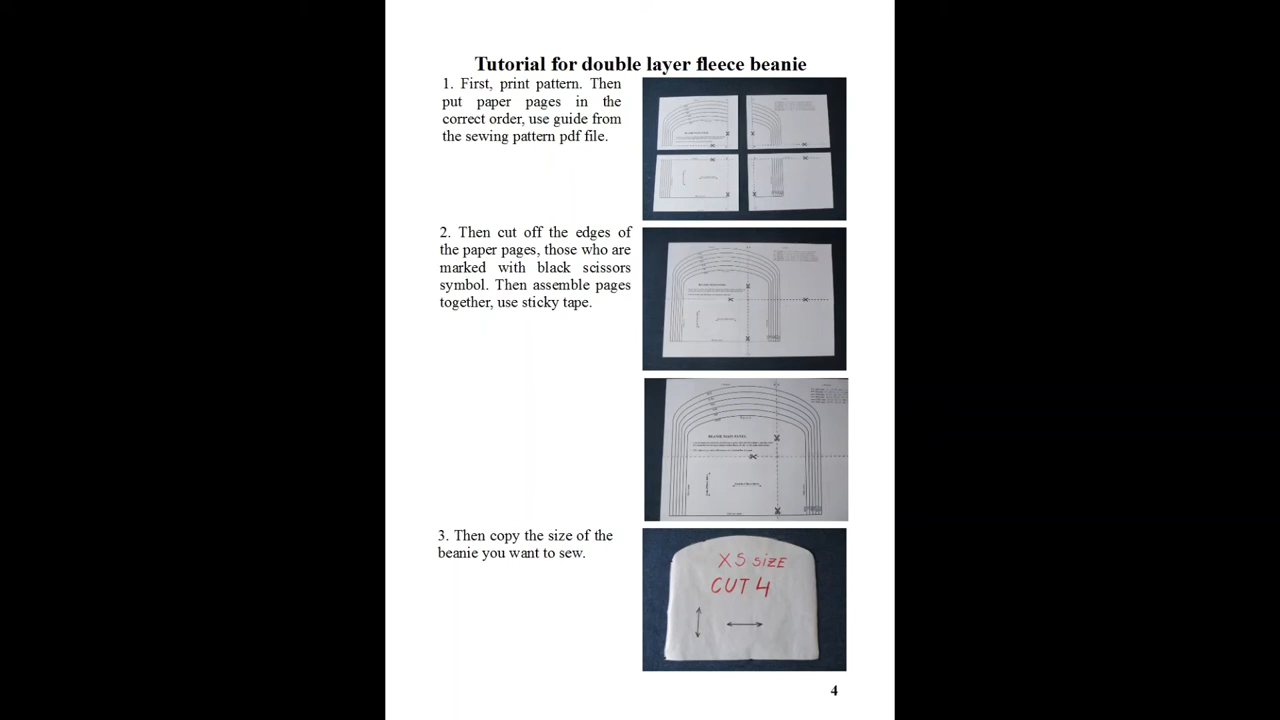 Tutorial for double layer fleece beanie
1. First, print pattern. Then
put paper pages in the
correct order, use guide from
the sewing pattern pdf file.
2. Then cut off the edges of
the paper pages, those who are
marked with black scissors
symbol. Then assemble pages
together, use sticky tape.
BEANIE MAIN PANEL
3. Then copy the size of the
beanie you want to sew.
XS SIZE
CUT 4
4